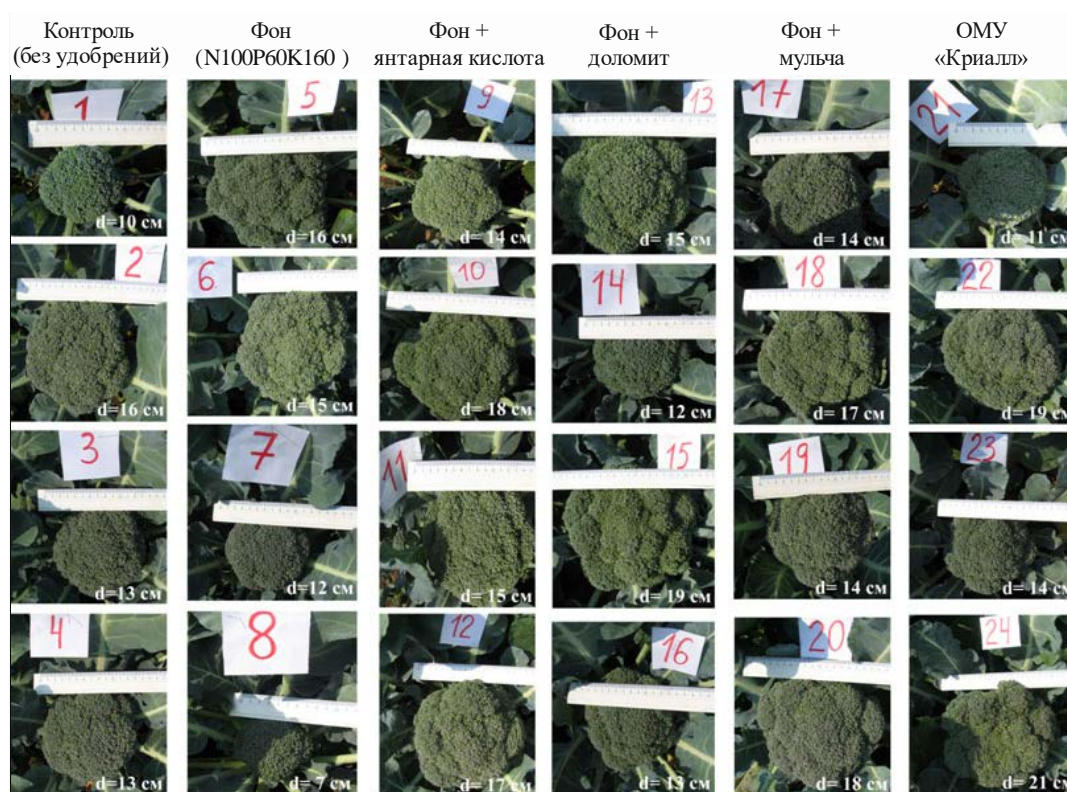 Контроль
(без удобрений)
Фон
(N100P60K160 )
Фон +
янтарная кислота
Фон +
доломит
Фон +
мульча
ОМУ
«Криалл»
1
d=10 см
5
d=16 см
9
d= 14 см
13
d= 15 см
17
d= 14 см
21
d= 11 см
2
d=16 см
6
d=15 см
10
d= 18 см
14
d= 12 см
18
d= 17 см
22
d= 19 см
3
d=13 см
7
d=12 см
11
d= 15 см
15
d= 19 см
19
d= 14 см
23
d= 14 см
4
d=13 см
8
d= 7 см
12
d= 17 см
16
d= 13 см
20
d= 18 см
24
d= 21 см